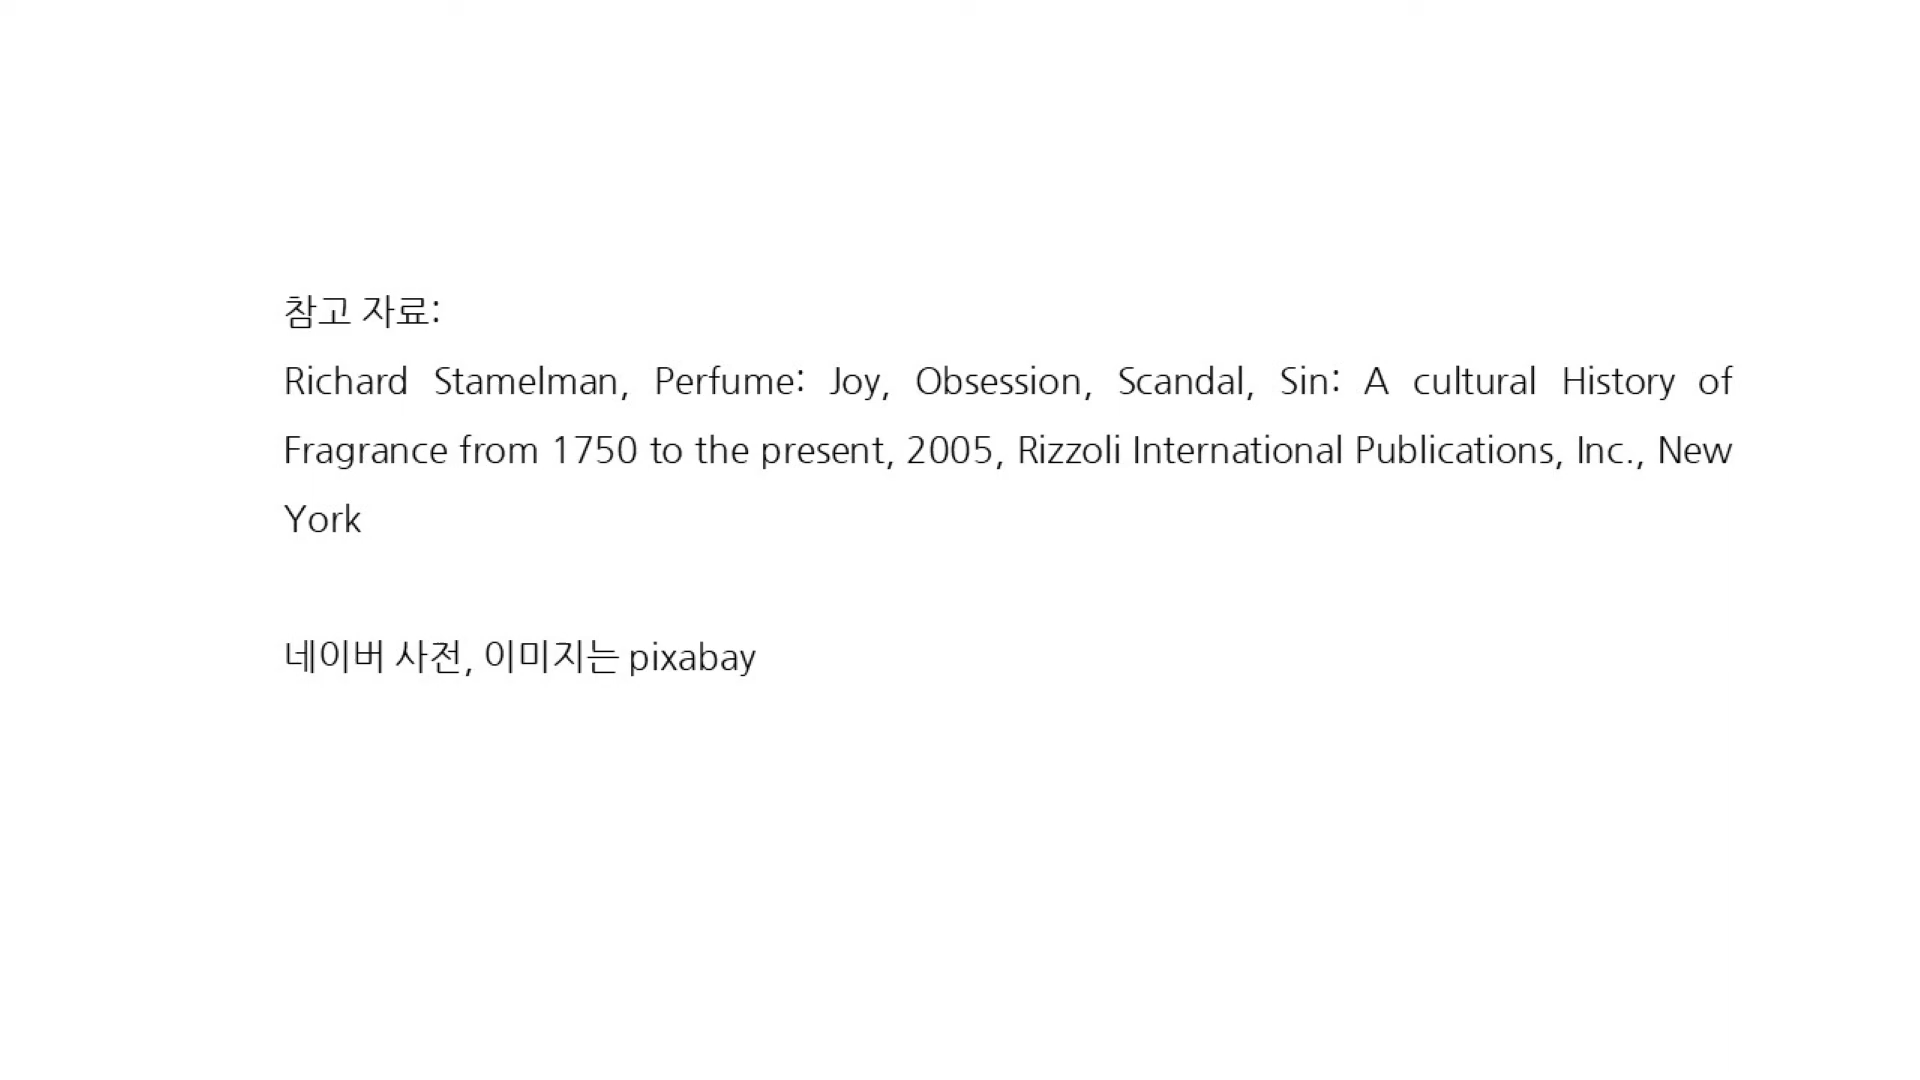 참고 자료:
Richard Stamelman, Perfume: Joy, Obsession, Scandal, Sin: A cultural History of
Fragrance from 1750 to the present, 2005, Rizzoli International Publications, Inc., New
York
네이버 사전, 이미지는 pixabay